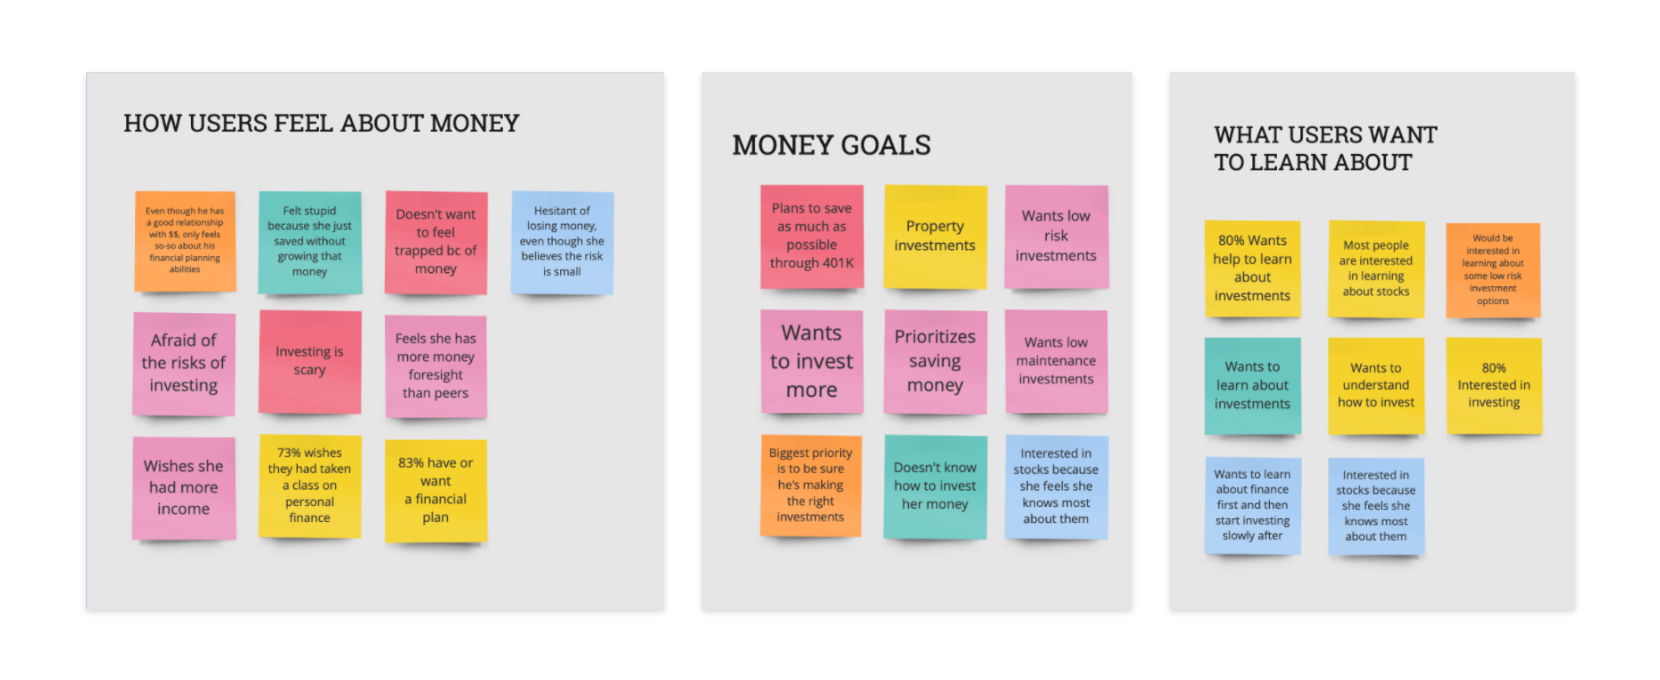 HOW USERS FEEL ABOUT MONEY
Even though he has
a good relationship
with $$, only feels
so-so about his
financial planning
abilities
Felt stupid
because she just
saved without
growing that
money
Doesn't want
to feel
trapped bc of
money
Hesitant of
losing money,
even though she
believes the risk
is small
Afraid of
the risks of
investing
Investing is
scary
Feels she has
more money
foresight
than peers
Wishes she
had more
income
73% wishes
they had taken
a class on
personal
finance
83% have or
want
a financial
plan
MONEY GOALS
Plans to save
as much as
possible
through 401K
Property
investments
Wants low
risk
investments
Wants
to invest
more
Prioritizes
saving
money
Wants low
maintenance
investments
Biggest priority
is to be sure
he's making
the right
investments
Doesn't know
how to invest
her money
Interested in
stocks because
she feels she
knows most
about them
WHAT USERS WANT
TO LEARN ABOUT
80% Wants
help to learn
about
investments
Most people
are interested
in learning
about stocks
Would be
interested in
learning about
some low risk
investment
options
Wants to
learn about
investments
Wants to
understand
how to invest
80%
Interested in
investing
Wants to learn
about finance
first and then
start investing
slowly after
Interested in
stocks because
she feels she
knows most
about them